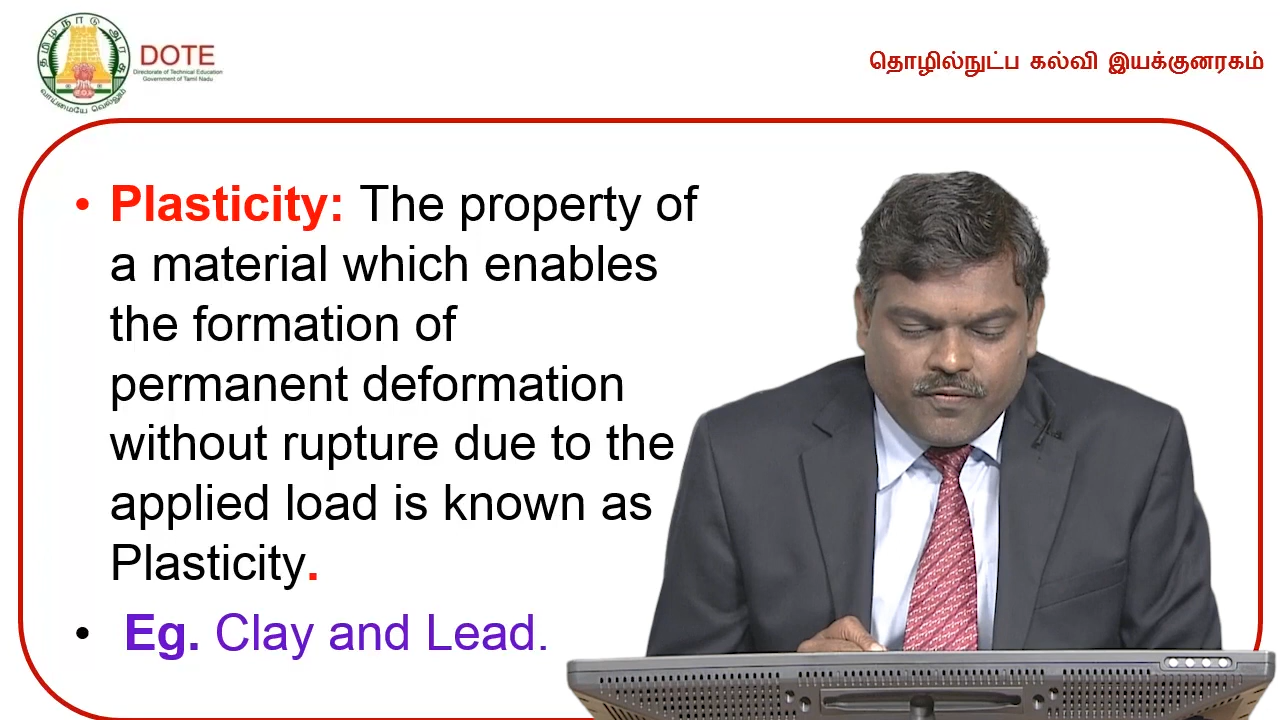 தமிழ்நாடு அரசு
வாய்மையே வெல்லும்
DOTE
Directorate of Technical Education
Government of Tamil Nadu
தொழில்நுட்ப கல்வி இயக்குனரகம்
• Plasticity: The property of
a material which enables
the formation of
permanent deformation
without rupture due to the
applied load is known as
Plasticity.
• Eg. Clay and Lead.